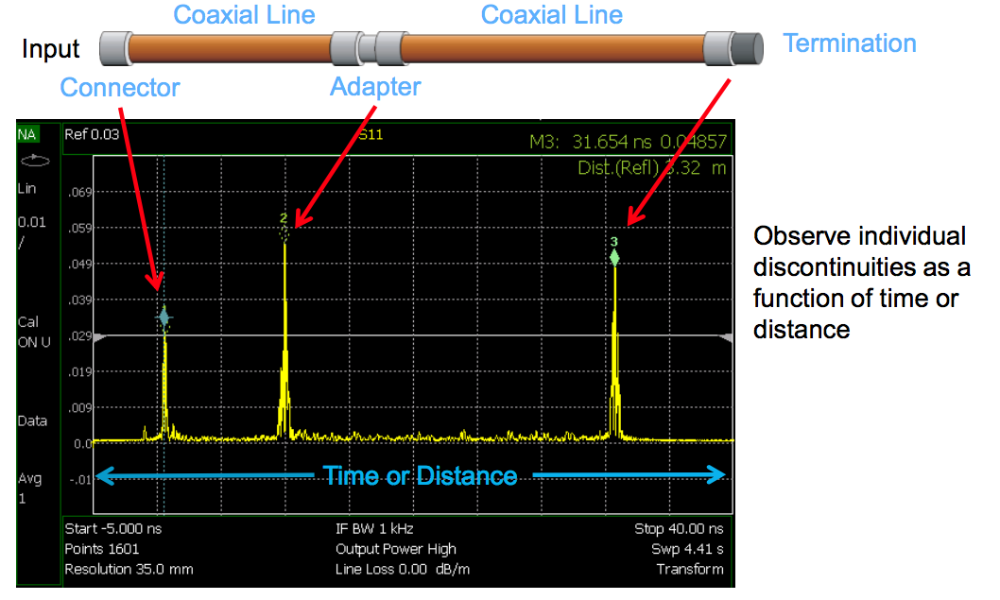 Coaxial Line
Coaxial Line
Input
Termination
Connector
Adapter
NA
Ref 0.03
S11
M3: 31.654 ns 0.04857
Dist.(Refl) 3.32 m
Lin
0.01
/
Cal
ON U
Data
Avg
1
.069
.059
.049
.039
.029
.019
.009
0.0
-.01
2
3
Time or Distance
Observe individual
discontinuities as a
function of time or
distance
Start -5.000 ns
IF BW 1 kHz
Stop 40.00 ns
Points 1601
Output Power High
Swp 4.41 s
Resolution 35.0 mm
Line Loss 0.00 dB/m
Transform